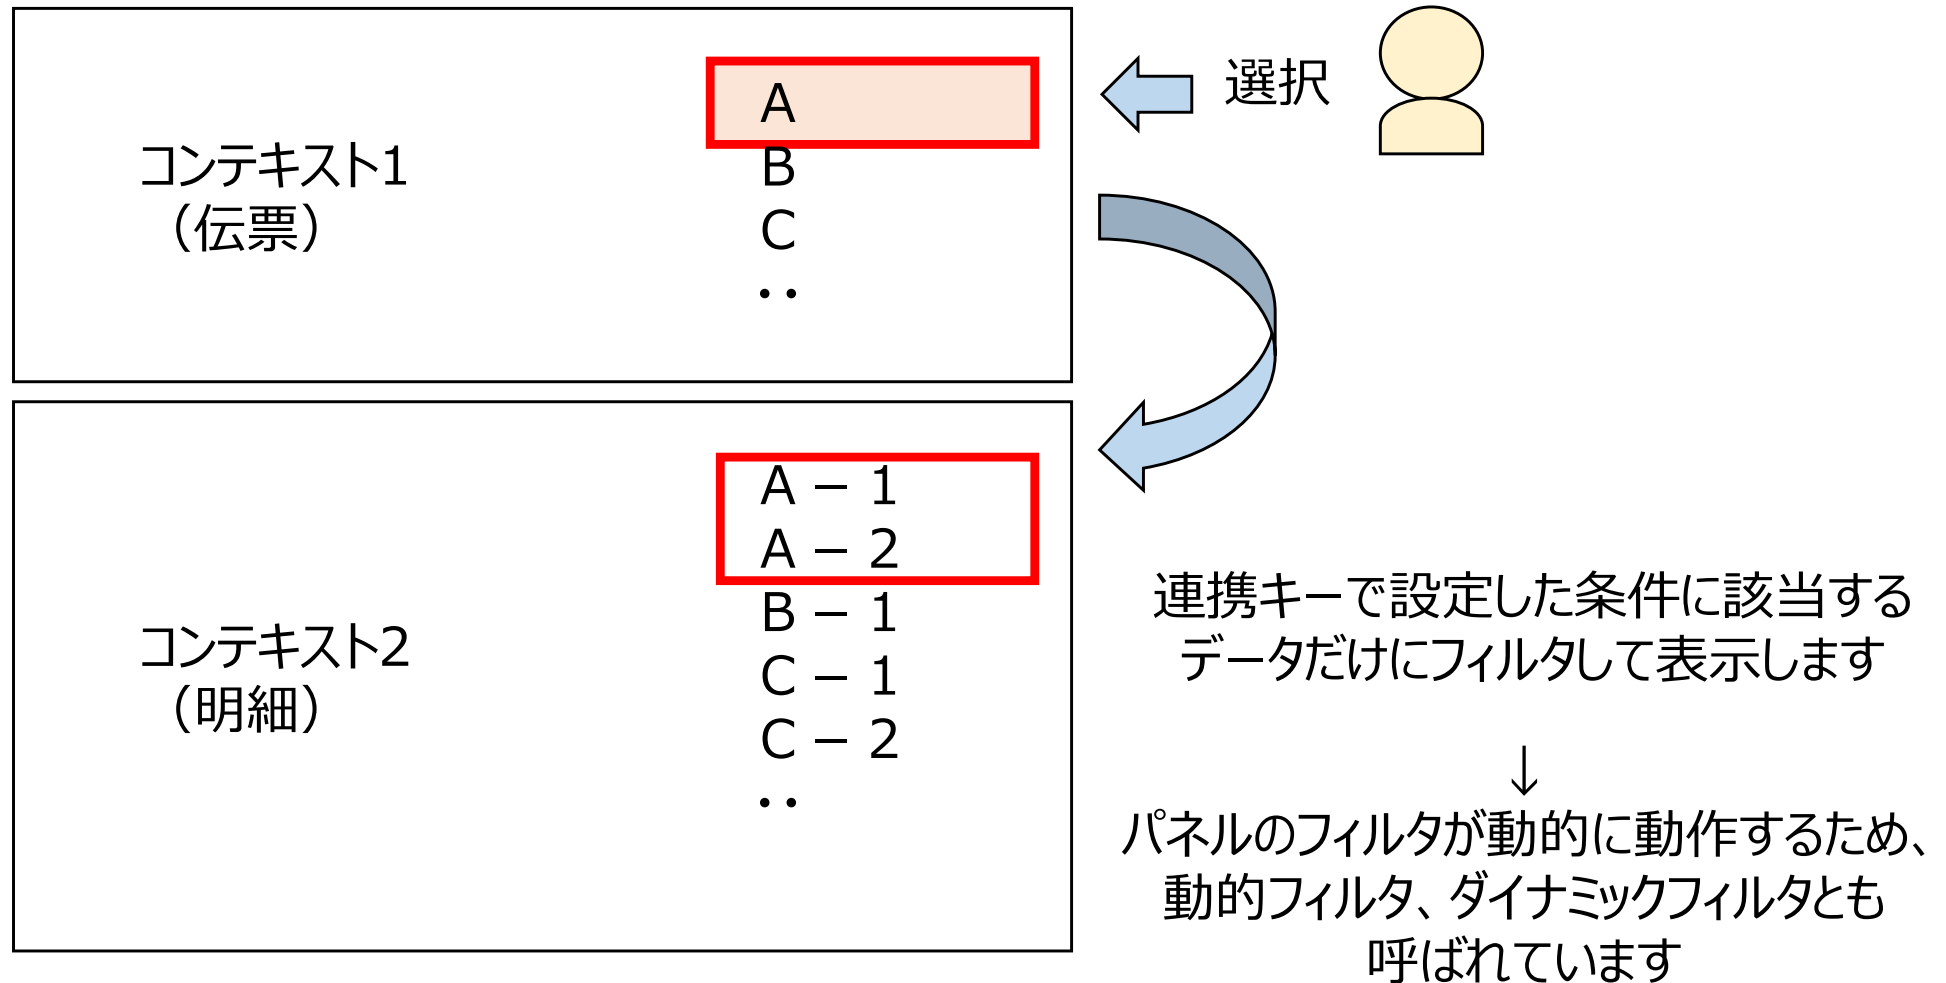 選択
コンテキスト1
（伝票）
A
B
C
・・
コンテキスト2
（明細）
A － 1
A － 2
B － 1
C － 1
C － 2
・・
連携キーで設定した条件に該当する
データだけにフィルタして表示します
↓
パネルのフィルタが動的に動作するため、
動的フィルタ、ダイナミックフィルタとも
呼ばれています